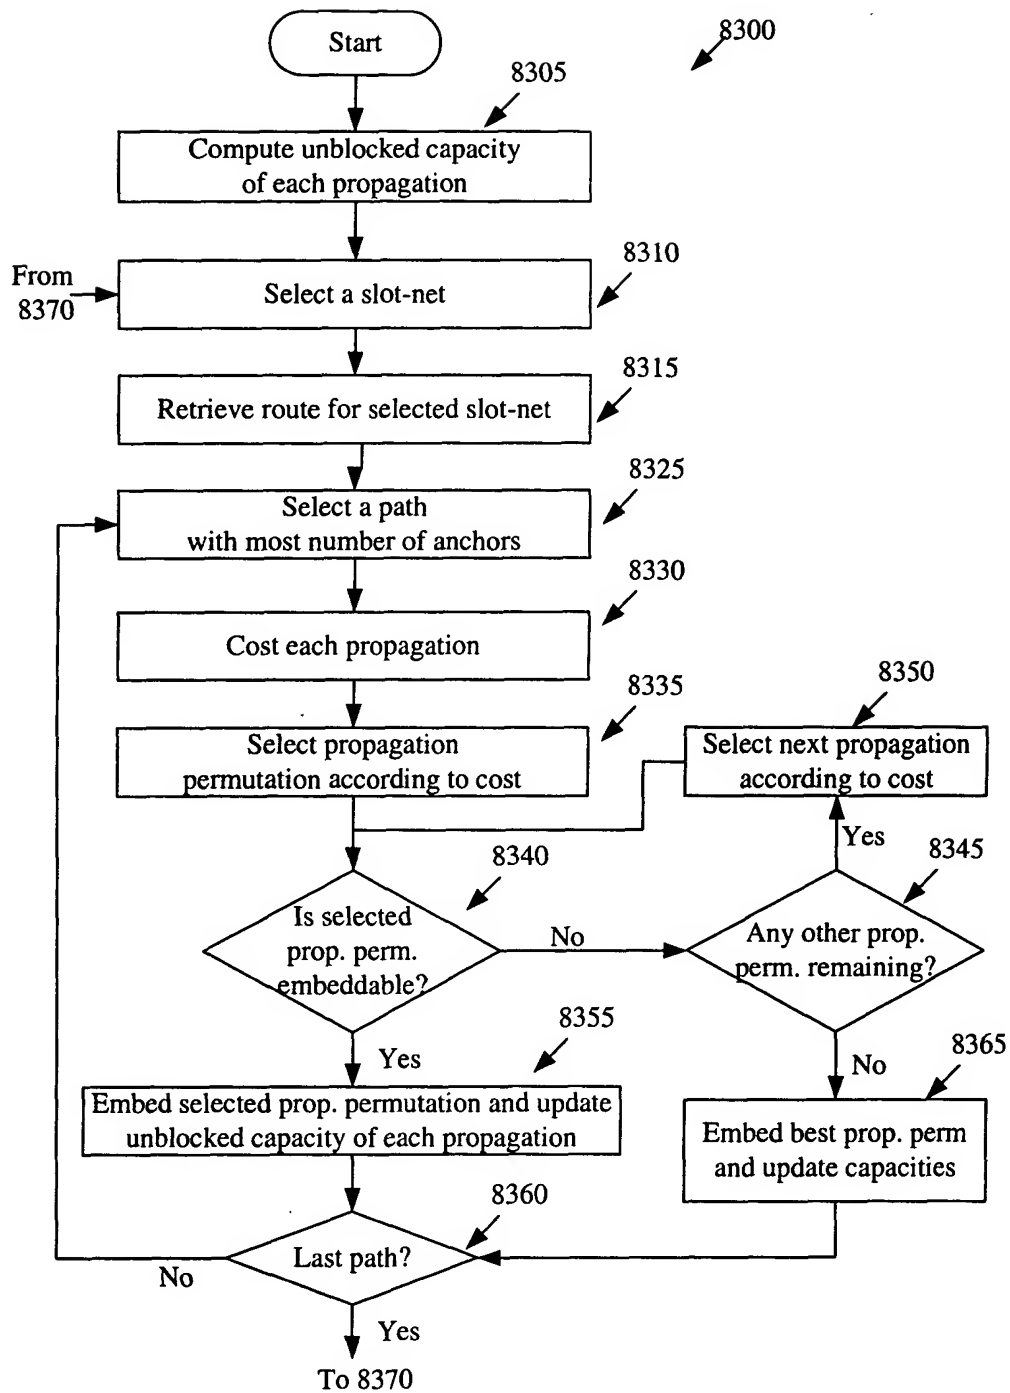 Start
8300
8305
Compute unblocked capacity
of each propagation
8310
From
8370
Select a slot-net
8315
Retrieve route for selected slot-net
8325
Select a path
with most number of anchors
8330
Cost each propagation
8335
Select propagation
permutation according to cost
8350
Select next propagation
according to cost
Yes
8340
Is selected
prop. perm.
embeddable?
No
8345
Any other prop.
perm. remaining?
8355
Yes
Embed selected prop. permutation and update
unblocked capacity of each propagation
No
8365
Embed best prop. perm
and update capacities
8360
Last path?
No
Yes
To 8370